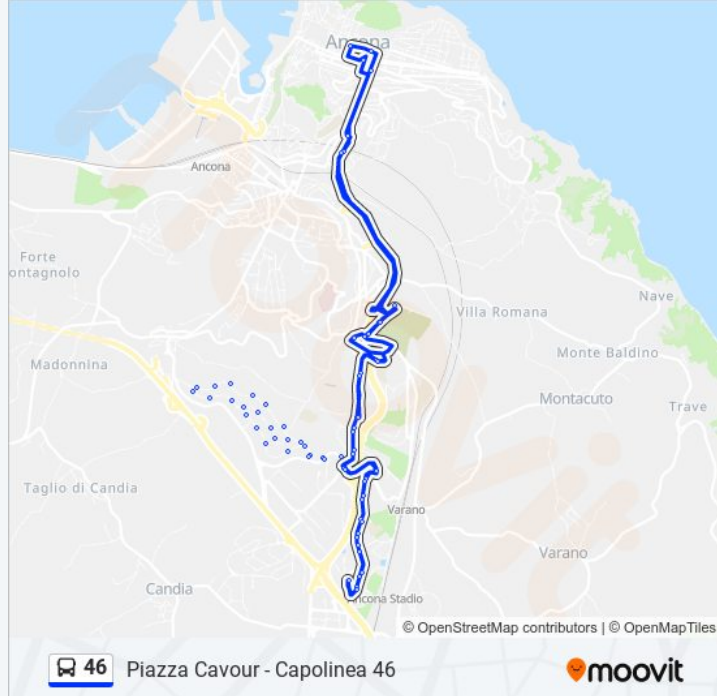 Ancona
Ancona
Forte
ontagnolo
Nave
Villa Romana
Monte Baldino
Madonnina
Montacuto
Trave
Taglio di Candia
Varano
Varano
Candia
Ancona Stadio
© OpenStreetMap contributors | © OpenMapTiles
46 Piazza Cavour - Capolinea 46
moovit